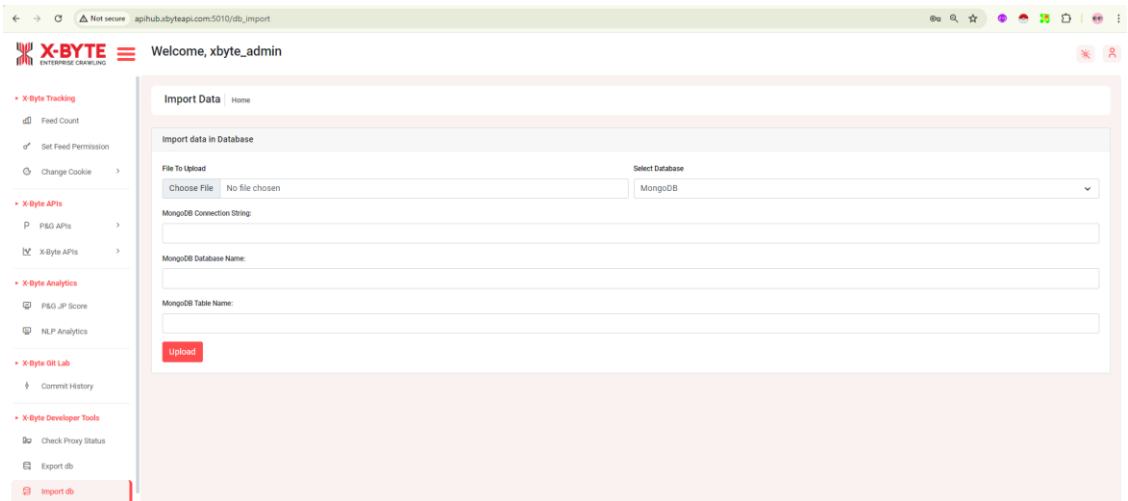 Not secure apihub.xbyteapi.com:5010/db_import
X-BYTE
ENTERPRISE CRAWLING
Welcome, xbyte_admin
X-Byte Tracking
Feed Count
Set Feed Permission
Change Cookie
X-Byte APIs
P&G APIs
X-Byte APIs
X-Byte Analytics
P&G JP Score
NLP Analytics
X-Byte Git Lab
Commit History
X-Byte Developer Tools
Check Proxy Status
Export db
Import db
Import Data Home
Import data in Database
File To Upload
Choose File No file chosen
Select Database
MongoDB
MongoDB Connection String:
MongoDB Database Name:
MongoDB Table Name:
Upload